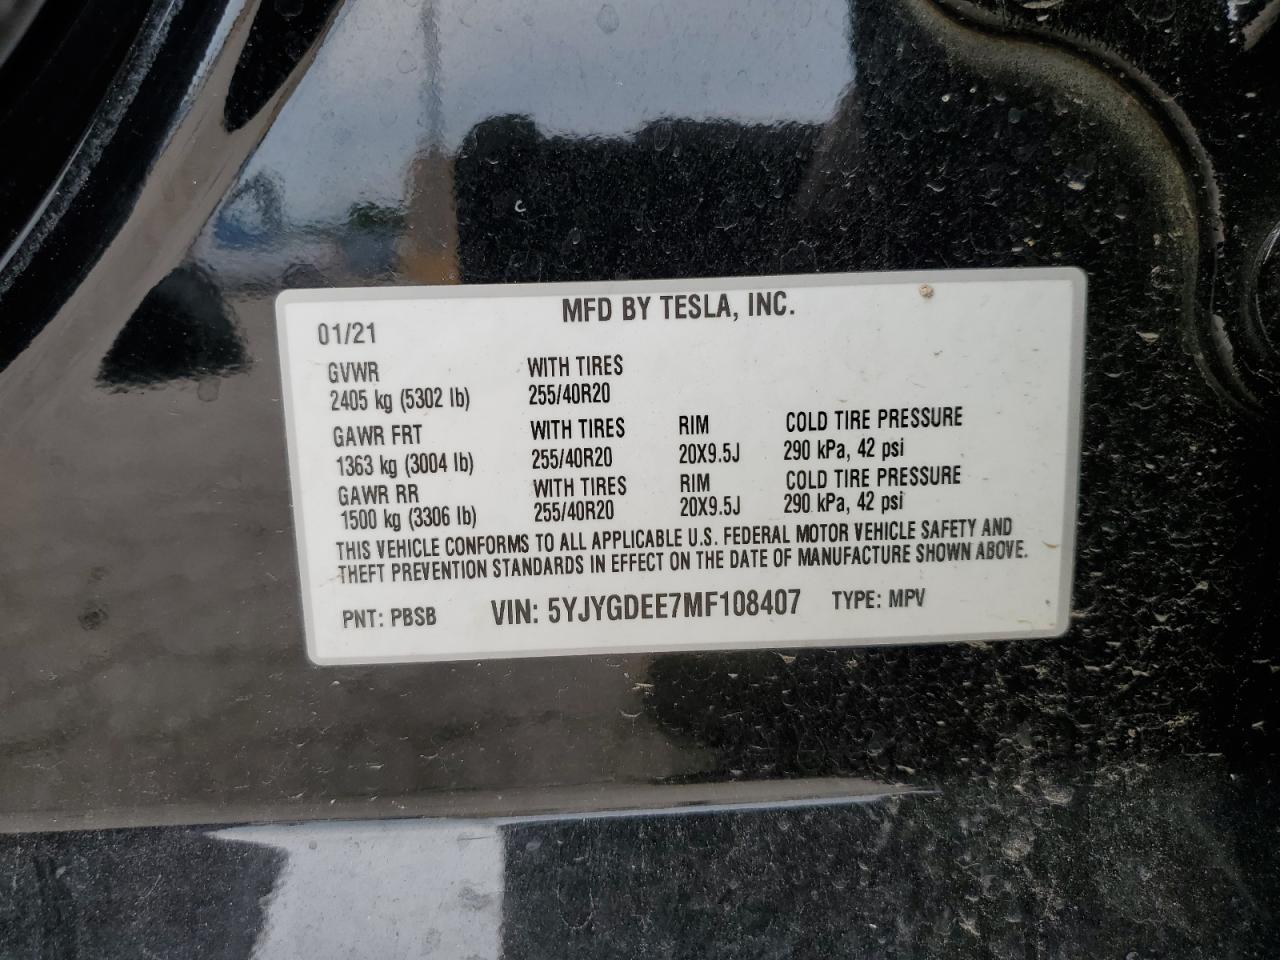 MFD BY TESLA, INC.
01/21
GVWR WITH TIRES
2405 kg (5302 lb) 255/40R20
GAWR FRT WITH TIRES RIM COLD TIRE PRESSURE
1363 kg (3004 lb) 255/40R20 20X9.5J 290 kPa, 42 psi
GAWR RR WITH TIRES RIM COLD TIRE PRESSURE
1500 kg (3306 lb) 255/40R20 20X9.5J 290 kPa, 42 psi
THIS VEHICLE CONFORMS TO ALL APPLICABLE U.S. FEDERAL MOTOR VEHICLE SAFETY AND
THEFT PREVENTION STANDARDS IN EFFECT ON THE DATE OF MANUFACTURE SHOWN ABOVE.
PNT: PBSB VIN: 5YJYGDEE7MF108407 TYPE: MPV